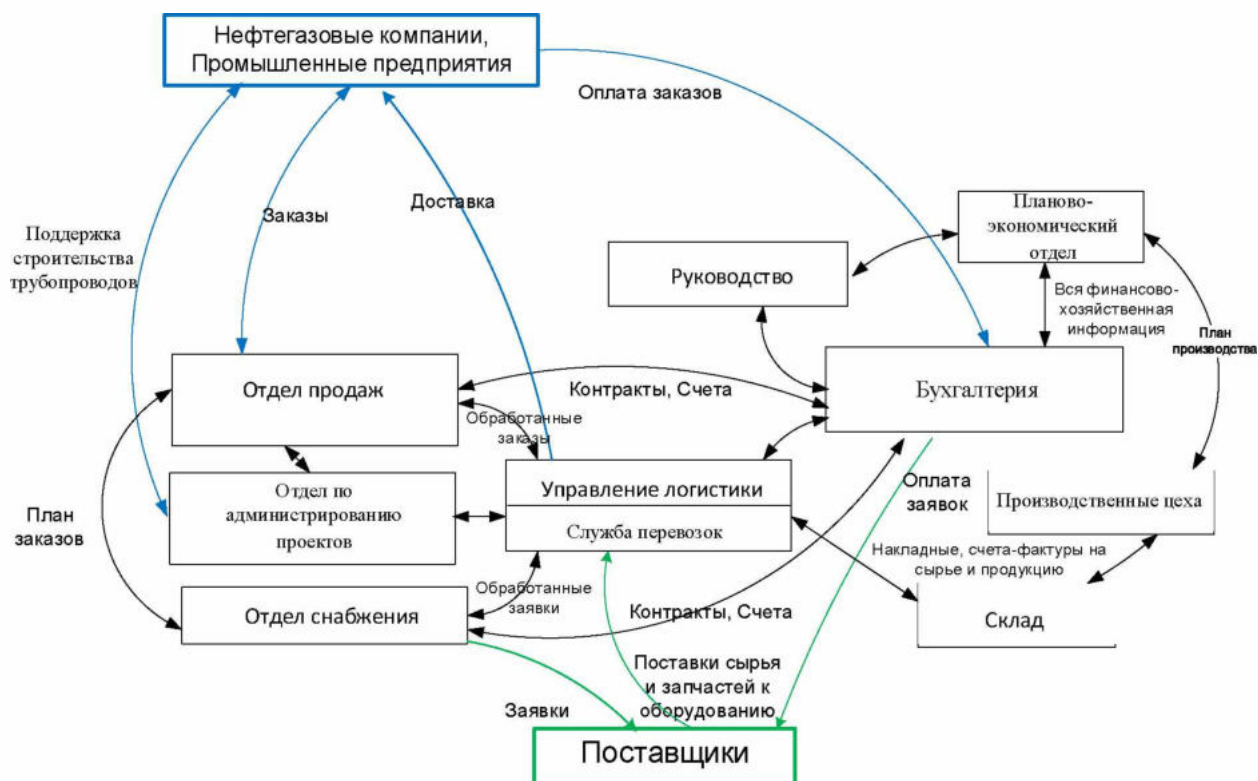 Нефтегазовые компании,
Промышленные предприятия
Оплата заказов
Заказы
Доставка
Поддержка
строительства
трубопроводов
Планово-
экономический
отдел
Руководство
Вся финансово-
хозяйственная
информация
План
производства
Отдел продаж
Контракты, Счета
Бухгалтерия
Обработанные
заказы
Управление логистики
Служба перевозок
Отдел по
администрированию
проектов
Оплата
заявок
Производственные цеха
План
заказов
Накладные, счета-фактуры на
сырье и продукцию
Обработанные
заявки
Отдел снабжения
Контракты, Счета
Склад
Поставки сырья
и запчастей к
оборудованию
Заявки
Поставщики